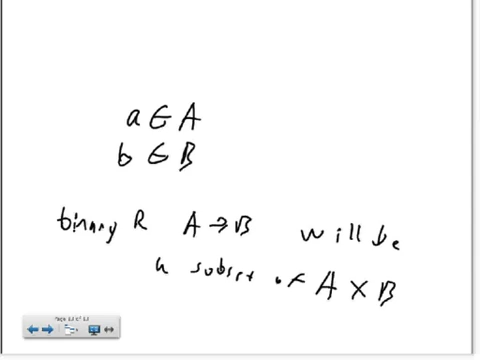 a ∈ A
b ∈ B
binary R A → B will be
a subset of A × B